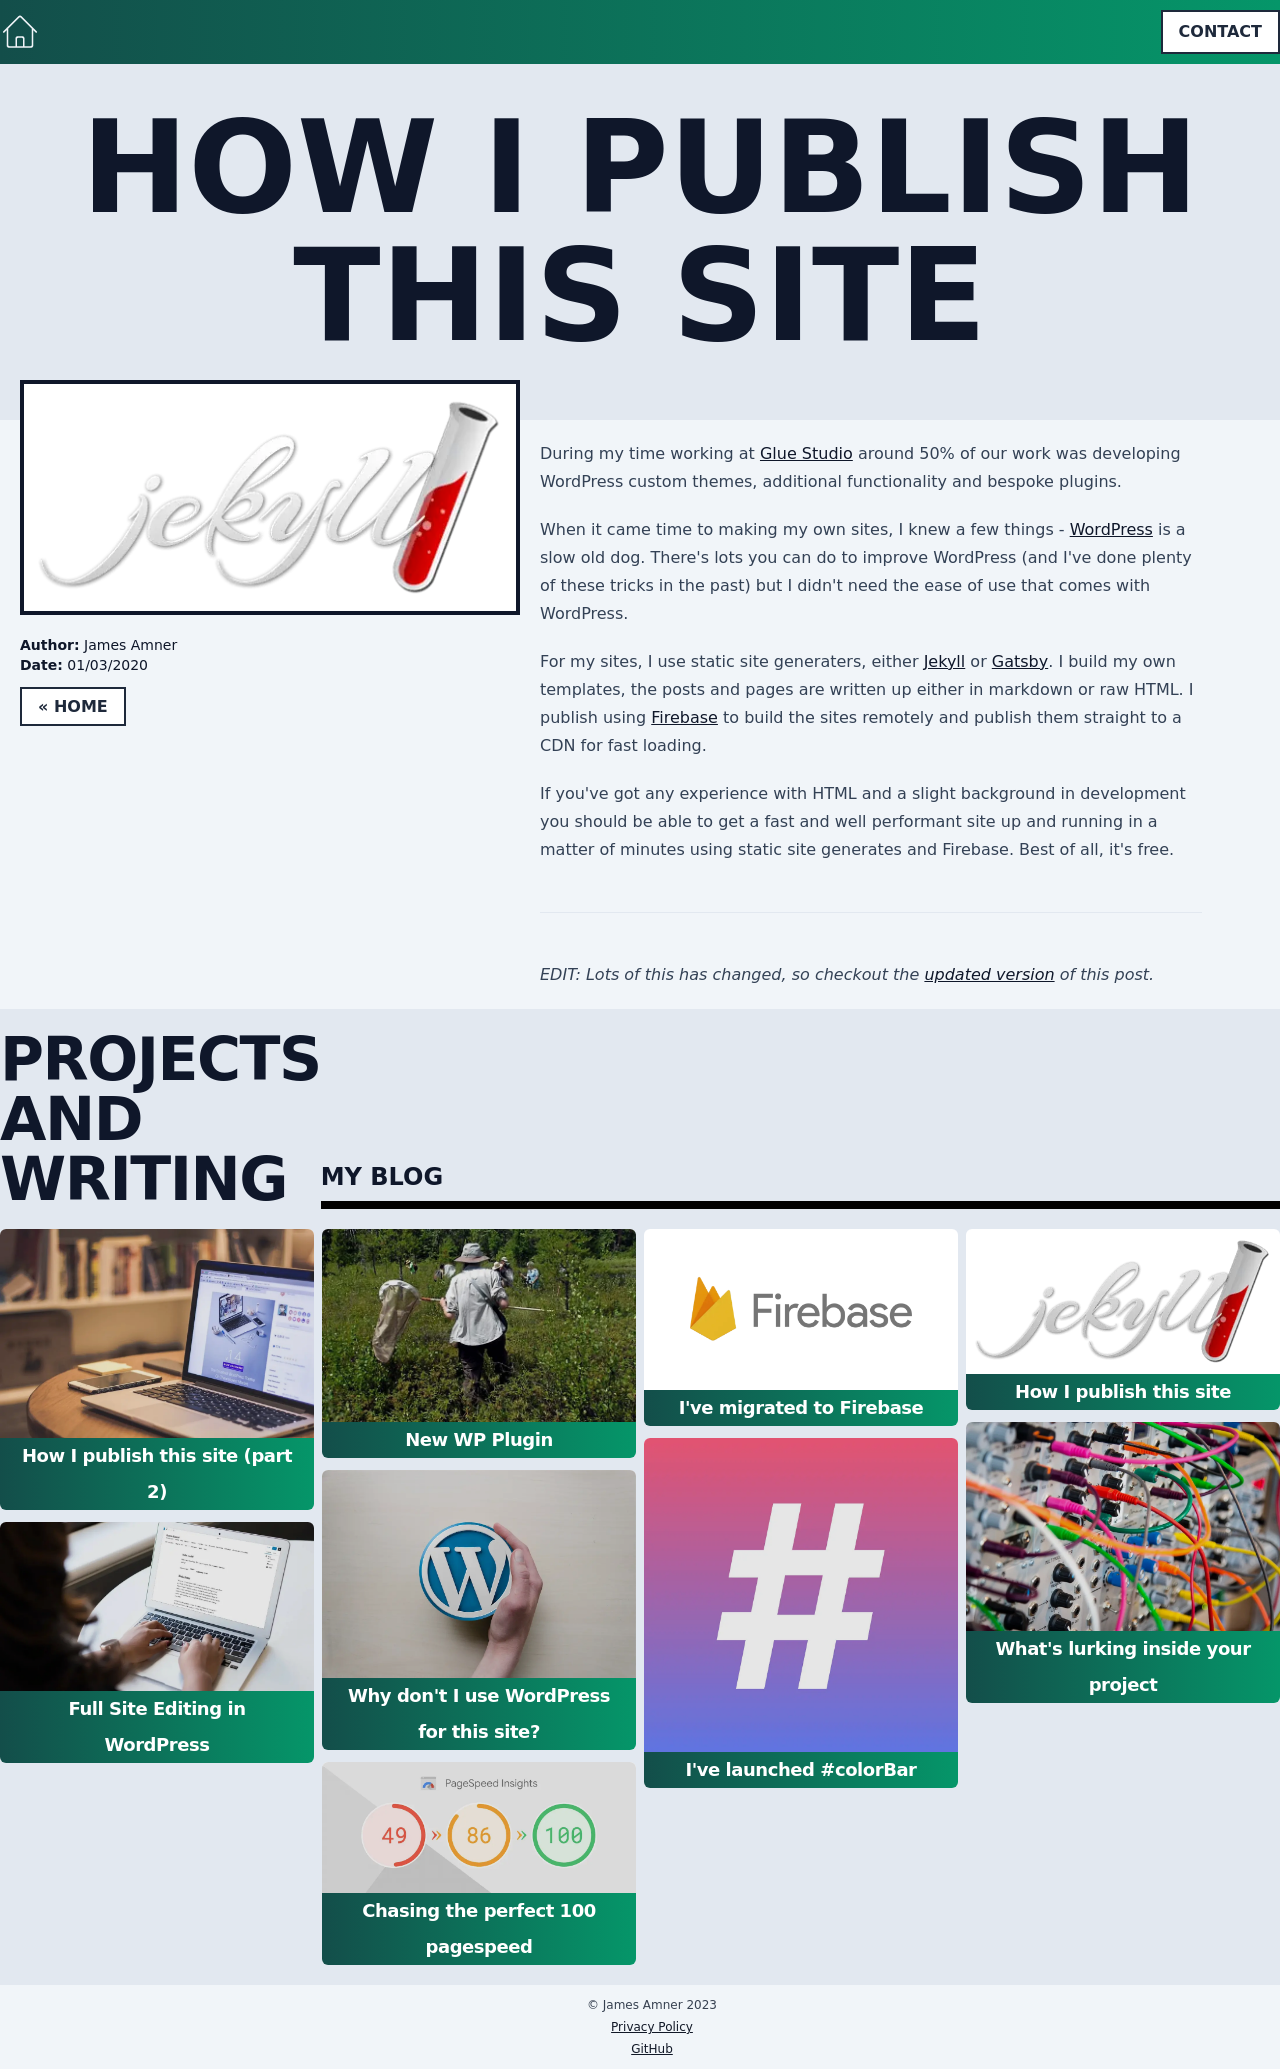 CONTACT
HOW I PUBLISH
THIS SITE
jekyll
Author: James Amner
Date: 01/03/2020
« HOME
During my time working at Glue Studio around 50% of our work was developing
WordPress custom themes, additional functionality and bespoke plugins.
When it came time to making my own sites, I knew a few things - WordPress is a
slow old dog. There's lots you can do to improve WordPress (and I've done plenty
of these tricks in the past) but I didn't need the ease of use that comes with
WordPress.
For my sites, I use static site generaters, either Jekyll or Gatsby. I build my own
templates, the posts and pages are written up either in markdown or raw HTML. I
publish using Firebase to build the sites remotely and publish them straight to a
CDN for fast loading.
If you've got any experience with HTML and a slight background in development
you should be able to get a fast and well performant site up and running in a
matter of minutes using static site generates and Firebase. Best of all, it's free.
EDIT: Lots of this has changed, so checkout the updated version of this post.
PROJECTS
AND
WRITING
MY BLOG
How I publish this site (part
2)
Full Site Editing in
WordPress
New WP Plugin
W
Why don't I use WordPress
for this site?
PageSpeed Insights
49 » 86 » 100
Chasing the perfect 100
pagespeed
Firebase
I've migrated to Firebase
#
I've launched #colorBar
jekyll
How I publish this site
What's lurking inside your
project
© James Amner 2023
Privacy Policy
GitHub